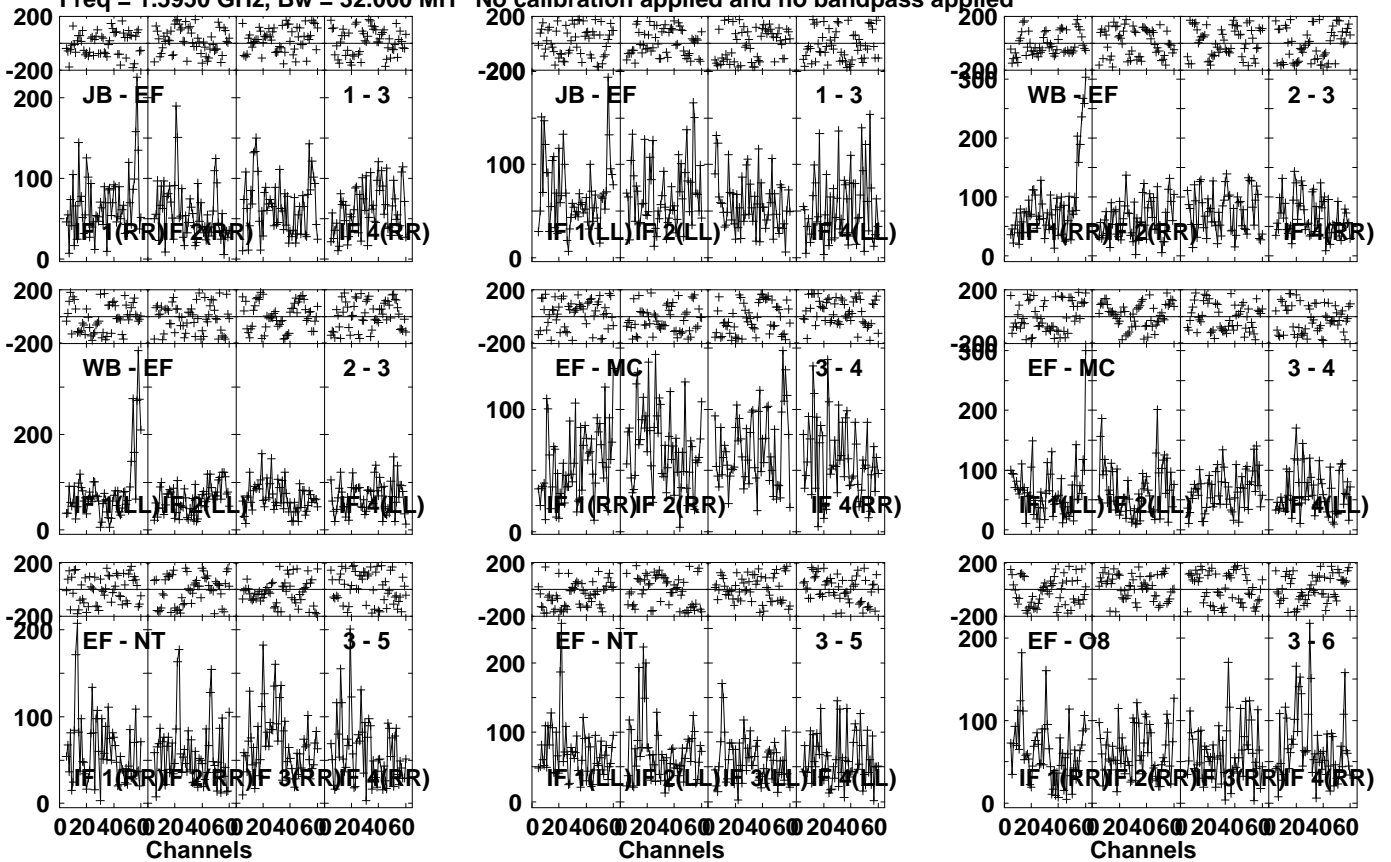 Freq = 1.5950 GHz, Bw = 32.000 MH No calibration applied and no bandpass applied
200
-200
JB - EF 1 - 3
200
100
0
IF 1(RR) IF 2(RR) IF 4(RR)
200
-200
JB - EF 1 - 3
200
100
0
IF 1(LL) IF 2(LL) IF 4(LL)
200
-200
300
WB - EF 2 - 3
200
100
0
IF 1(RR) IF 2(RR) IF 4(RR)
200
-200
WB - EF 2 - 3
200
0
IF 1(LL) IF 2(LL) IF 4(LL)
200
-200
EF - MC 3 - 4
100
0
IF 1(RR) IF 2(RR) IF 4(RR)
200
-200
300
EF - MC 3 - 4
200
100
0
IF 1(LL) IF 2(LL) IF 4(LL)
200
-200
200
EF - NT 3 - 5
100
0
IF 1(RR) IF 2(RR) IF 3(RR) IF 4(RR)
0 20 40 60 0 20 40 60 0 20 40 60 0 20 40 60
Channels
200
-200
EF - NT 3 - 5
200
100
0
IF 1(LL) IF 2(LL) IF 3(LL) IF 4(LL)
0 20 40 60 0 20 40 60 0 20 40 60 0 20 40 60
Channels
200
-200
EF - O8 3 - 6
200
100
0
IF 1(RR) IF 2(RR) IF 3(RR) IF 4(RR)
0 20 40 60 0 20 40 60 0 20 40 60 0 20 40 60
Channels